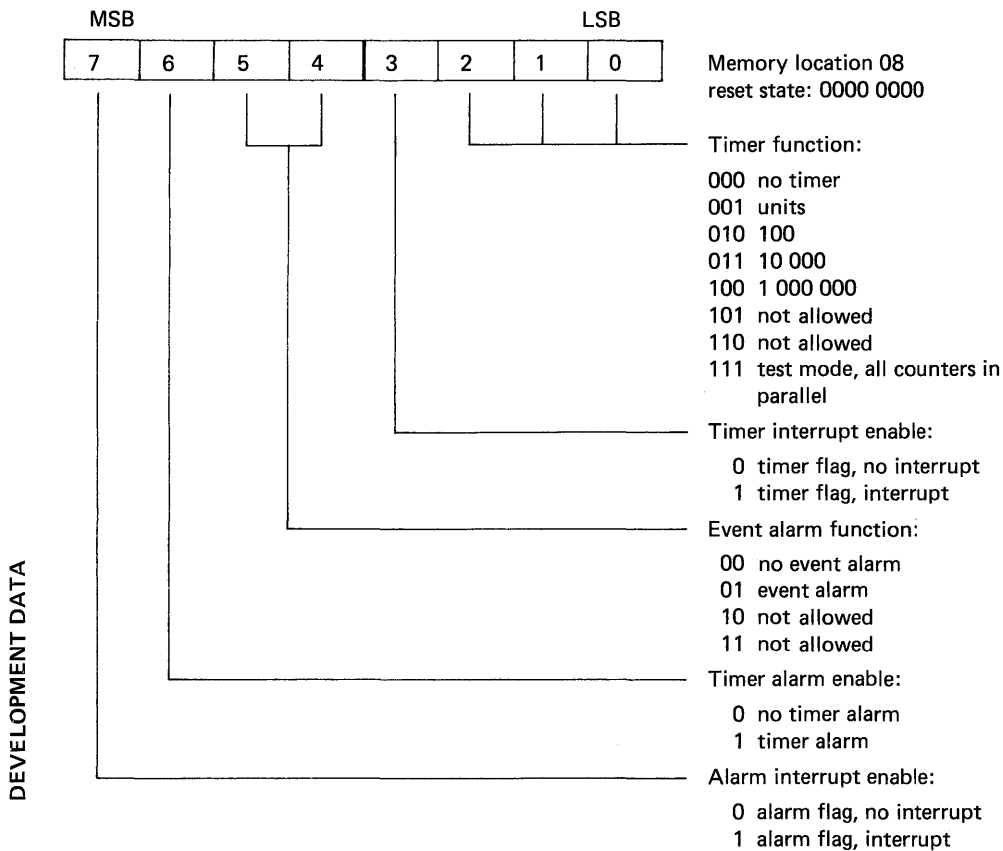 MSB LSB
7 6 5 4 3 2 1 0
Memory location 08
reset state: 0000 0000
Timer function:
000 no timer
001 units
010 100
011 10 000
100 1 000 000
101 not allowed
110 not allowed
111 test mode, all counters in
parallel
Timer interrupt enable:
0 timer flag, no interrupt
1 timer flag, interrupt
Event alarm function:
00 no event alarm
01 event alarm
10 not allowed
11 not allowed
Timer alarm enable:
0 no timer alarm
1 timer alarm
Alarm interrupt enable:
0 alarm flag, no interrupt
1 alarm flag, interrupt
DEVELOPMENT DATA